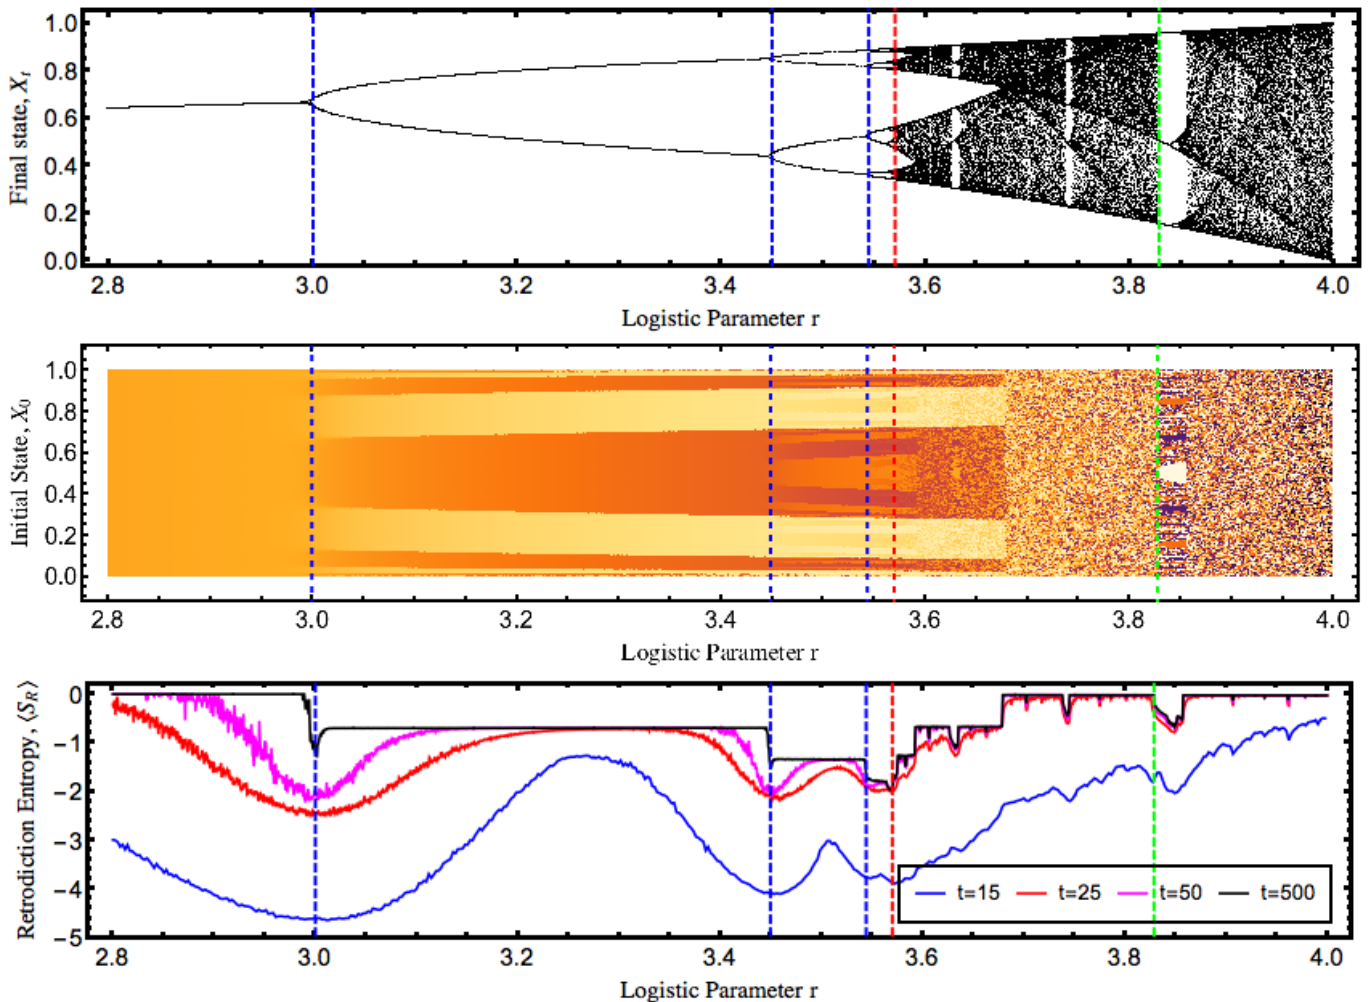 Final state, Xt
1.0
0.8
0.6
0.4
0.2
0.0
2.8 3.0 3.2 3.4 3.6 3.8 4.0
Logistic Parameter r
Initial State, X0
1.0
0.8
0.6
0.4
0.2
0.0
2.8 3.0 3.2 3.4 3.6 3.8 4.0
Logistic Parameter r
Retrodiction Entropy, ⟨SR⟩
0
−1
−2
−3
−4
−5
t=15 t=25 t=50 t=500
2.8 3.0 3.2 3.4 3.6 3.8 4.0
Logistic Parameter r